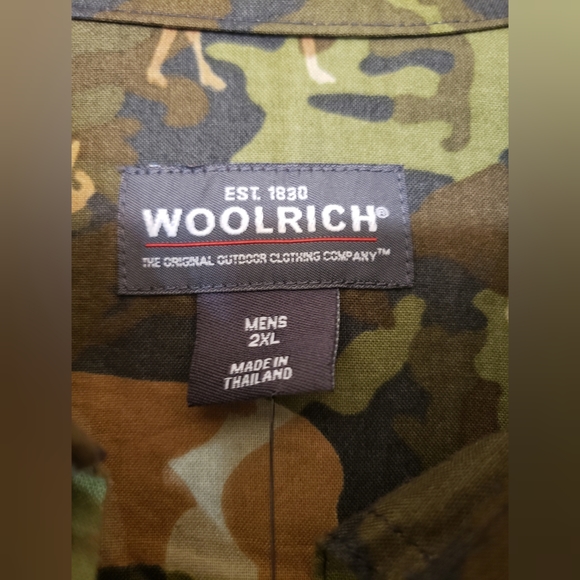 EST. 1830
WOOLRICH®
THE ORIGINAL OUTDOOR CLOTHING COMPANY™
MENS
2XL
MADE IN
THAILAND